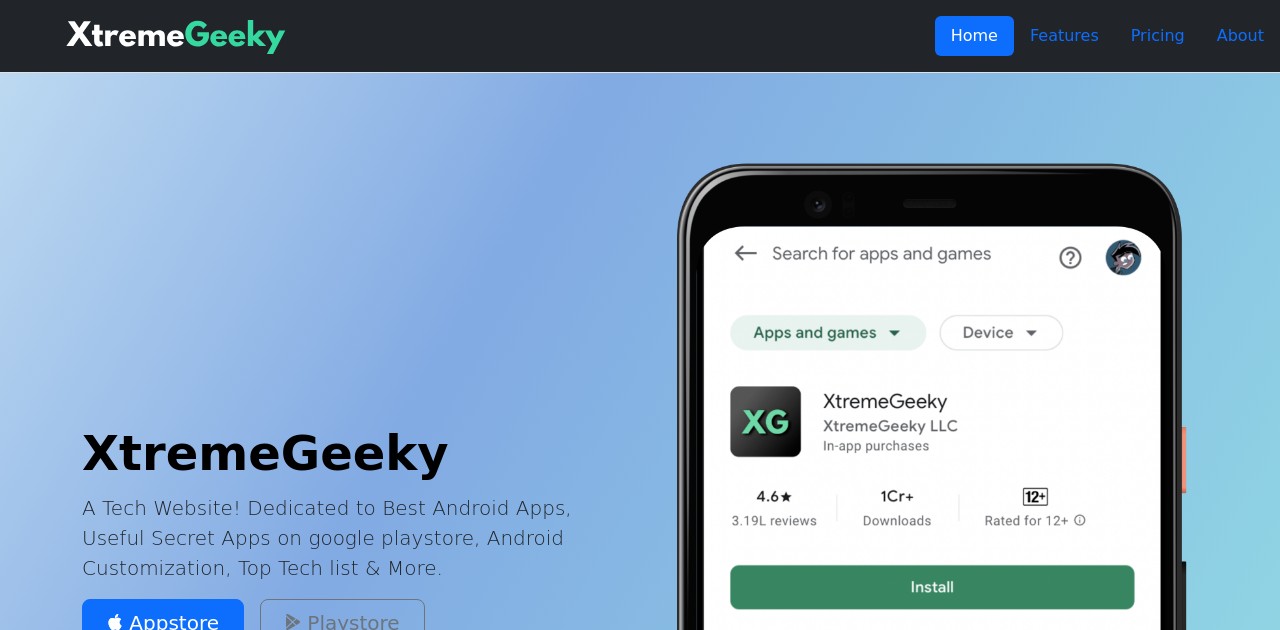 XtremeGeeky
Home Features Pricing About
Search for apps and games
Apps and games Device
XG
XtremeGeeky
XtremeGeeky LLC
In-app purchases
4.6★ 1Cr+ 12+
3.19L reviews Downloads Rated for 12+
Install
XtremeGeeky
A Tech Website! Dedicated to Best Android Apps,
Useful Secret Apps on google playstore, Android
Customization, Top Tech list & More.
Appstore Playstore